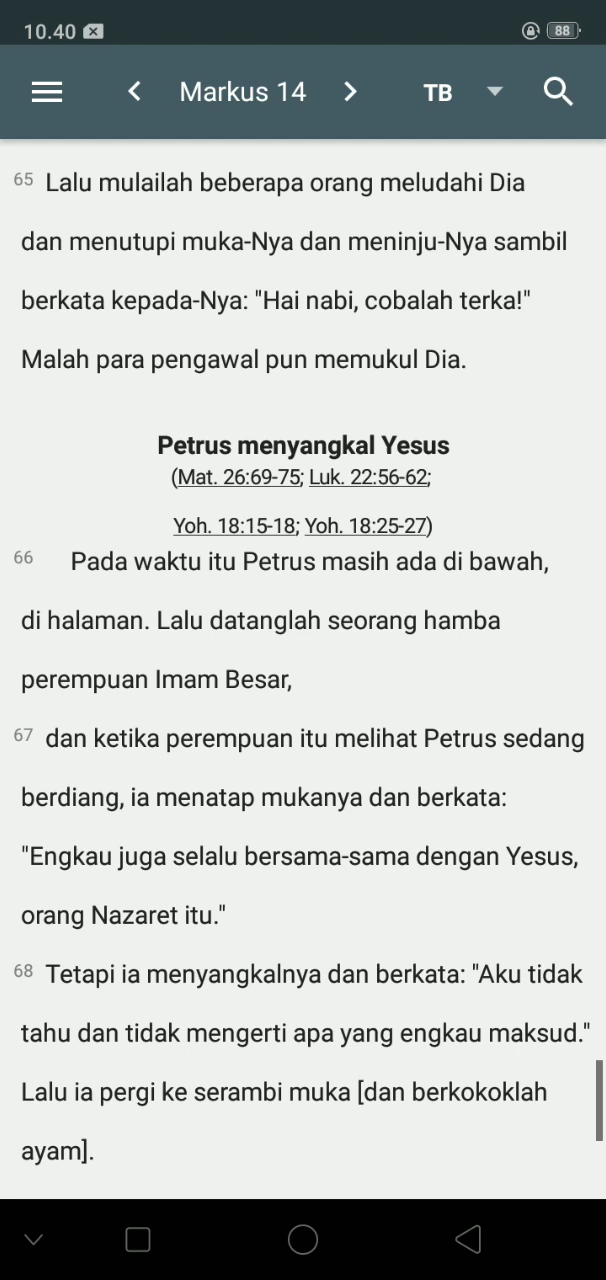 10.40
88
Markus 14
TB
65 Lalu mulailah beberapa orang meludahi Dia
dan menutupi muka-Nya dan meninju-Nya sambil
berkata kepada-Nya: "Hai nabi, cobalah terka!"
Malah para pengawal pun memukul Dia.
Petrus menyangkal Yesus
(Mat. 26:69-75; Luk. 22:56-62;
Yoh. 18:15-18; Yoh. 18:25-27)
66 Pada waktu itu Petrus masih ada di bawah,
di halaman. Lalu datanglah seorang hamba
perempuan Imam Besar,
67 dan ketika perempuan itu melihat Petrus sedang
berdiang, ia menatap mukanya dan berkata:
"Engkau juga selalu bersama-sama dengan Yesus,
orang Nazaret itu."
68 Tetapi ia menyangkalnya dan berkata: "Aku tidak
tahu dan tidak mengerti apa yang engkau maksud."
Lalu ia pergi ke serambi muka [dan berkokoklah
ayam].